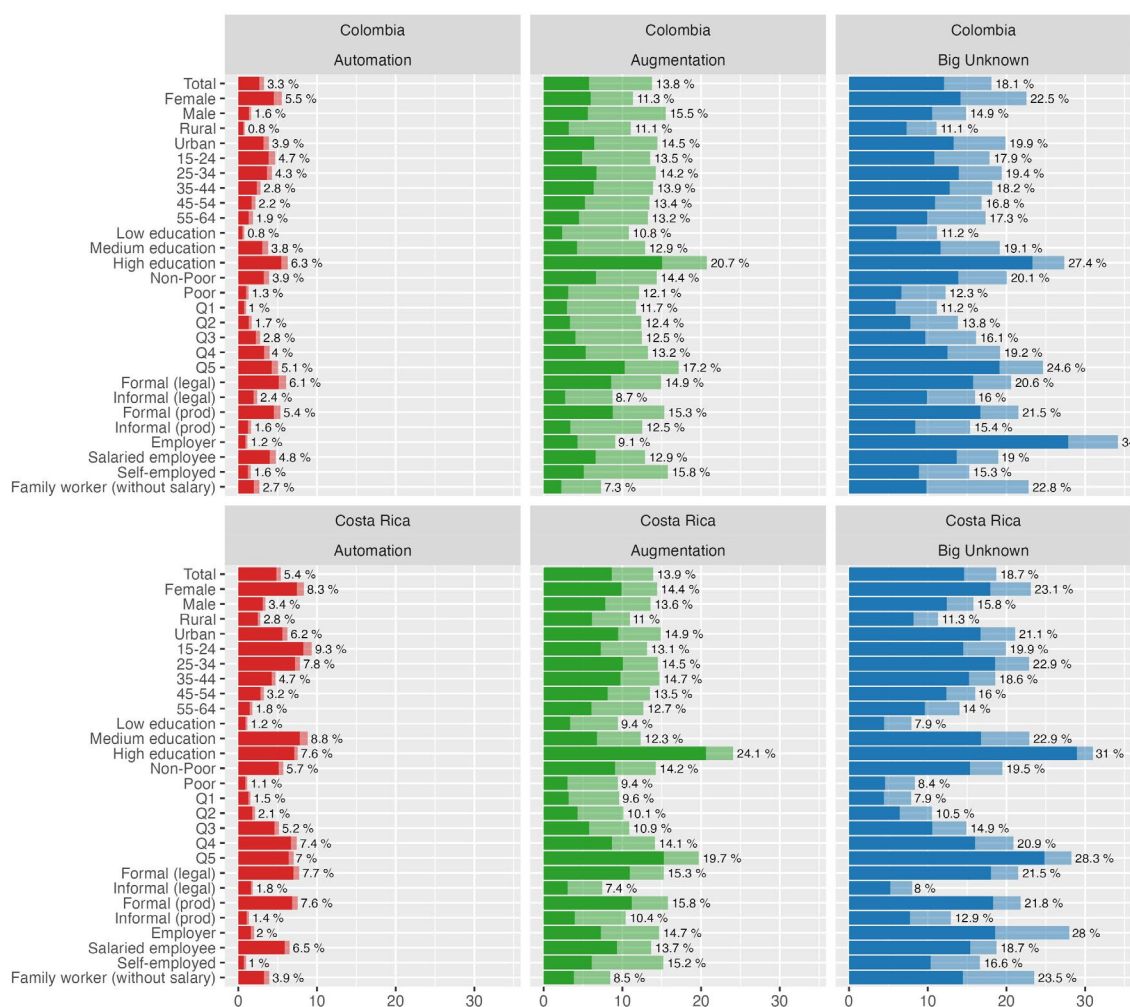 Colombia Colombia Colombia
Automation Augmentation Big Unknown
Total 3.3 % 13.8 % 18.1 %
Female 5.5 % 11.3 % 22.5 %
Male 1.6 % 15.5 % 14.9 %
Rural 0.8 % 11.1 % 11.1 %
Urban 3.9 % 14.5 % 19.9 %
15-24 4.7 % 13.5 % 17.9 %
25-34 4.3 % 14.2 % 19.4 %
35-44 2.8 % 13.9 % 18.2 %
45-54 2.2 % 13.4 % 16.8 %
55-64 1.9 % 13.2 % 17.3 %
Low education 0.8 % 10.8 % 11.2 %
Medium education 3.8 % 12.9 % 19.1 %
High education 6.3 % 20.7 % 27.4 %
Non-Poor 3.9 % 14.4 % 20.1 %
Poor 1.3 % 12.1 % 12.3 %
Q1 1 % 11.7 % 11.2 %
Q2 1.7 % 12.4 % 13.8 %
Q3 2.8 % 12.5 % 16.1 %
Q4 4 % 13.2 % 19.2 %
Q5 5.1 % 17.2 % 24.6 %
Formal (legal) 6.1 % 14.9 % 20.6 %
Informal (legal) 2.4 % 8.7 % 16 %
Formal (prod) 5.4 % 15.3 % 21.5 %
Informal (prod) 1.6 % 12.5 % 15.4 %
Employer 1.2 % 9.1 %
Salaried employee 4.8 % 12.9 % 19 %
Self-employed 1.6 % 15.8 % 15.3 %
Family worker (without salary) 2.7 % 7.3 % 22.8 %
Costa Rica Costa Rica Costa Rica
Automation Augmentation Big Unknown
Total 5.4 % 13.9 % 18.7 %
Female 8.3 % 14.4 % 23.1 %
Male 3.4 % 13.6 % 15.8 %
Rural 2.8 % 11 % 11.3 %
Urban 6.2 % 14.9 % 21.1 %
15-24 9.3 % 13.1 % 19.9 %
25-34 7.8 % 14.5 % 22.9 %
35-44 4.7 % 14.7 % 18.6 %
45-54 3.2 % 13.5 % 16 %
55-64 1.8 % 12.7 % 14 %
Low education 1.2 % 9.4 % 7.9 %
Medium education 8.8 % 12.3 % 22.9 %
High education 7.6 % 24.1 % 31 %
Non-Poor 5.7 % 14.2 % 19.5 %
Poor 1.1 % 9.4 % 8.4 %
Q1 1.5 % 9.6 % 7.9 %
Q2 2.1 % 10.1 % 10.5 %
Q3 5.2 % 10.9 % 14.9 %
Q4 7.4 % 14.1 % 20.9 %
Q5 7 % 19.7 % 28.3 %
Formal (legal) 7.7 % 15.3 % 21.5 %
Informal (legal) 1.8 % 7.4 % 8 %
Formal (prod) 7.6 % 15.8 % 21.8 %
Informal (prod) 1.4 % 10.4 % 12.9 %
Employer 2 % 14.7 % 28 %
Salaried employee 6.5 % 13.7 % 18.7 %
Self-employed 1 % 15.2 % 16.6 %
Family worker (without salary) 3.9 % 8.5 % 23.5 %
0 10 20 30 0 10 20 30 0 10 20 30